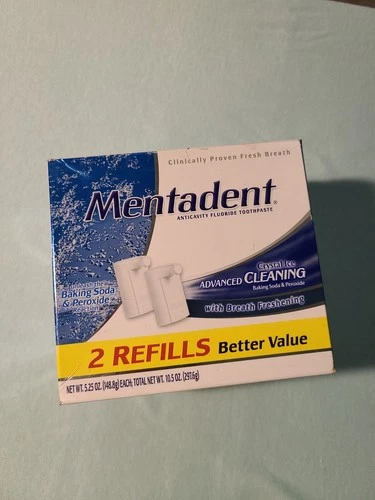 Clinically Proven Fresh Breath
Mentadent®
ANTICAVITY FLUORIDE TOOTHPASTE
Crystal Ice
ADVANCED CLEANING
Baking Soda & Peroxide
with Breath Freshening
Baking Soda
& Peroxide
2 REFILLS Better Value
NET WT. 5.25 OZ. (148.8g) EACH; TOTAL NET WT. 10.5 OZ. (297.6g)